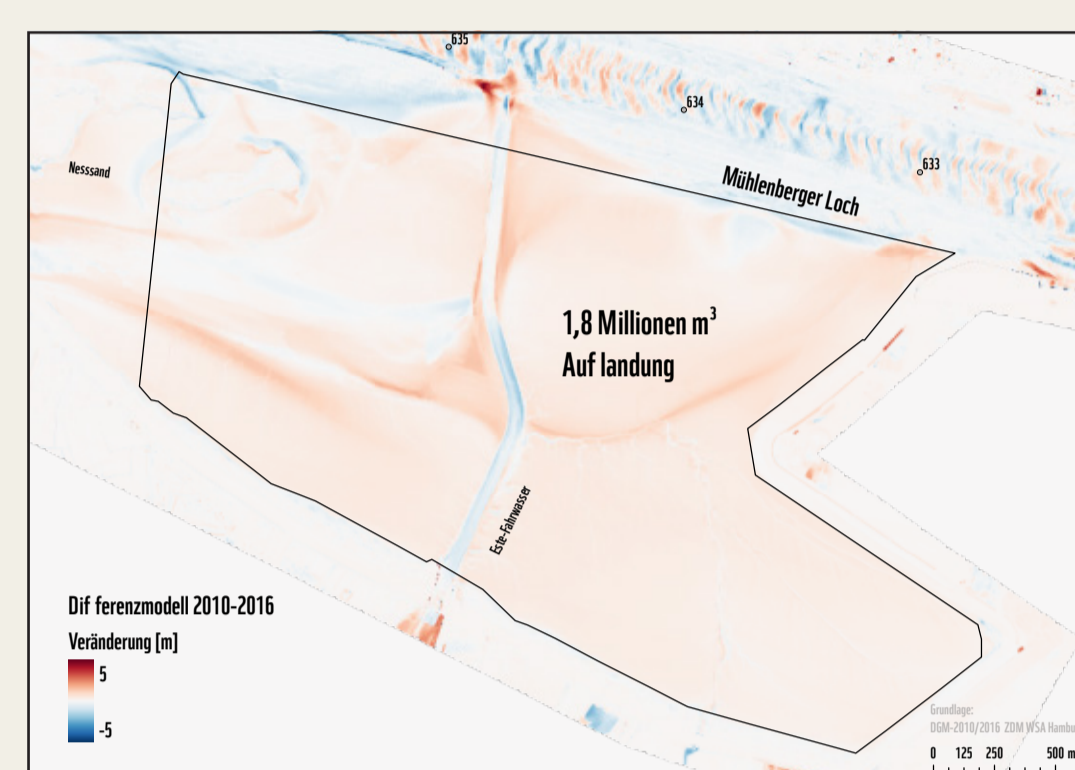 635
634
633
Nesssand
Mühlenberger Loch
1,8 Millionen m³
Auf landung
Este-Fahrwasser
Dif ferenzmodell 2010-2016
Veränderung [m]
5
-5
Grundlage:
DGM-2010/2016 ZDM WSA Hambu
0 125 250 500 m